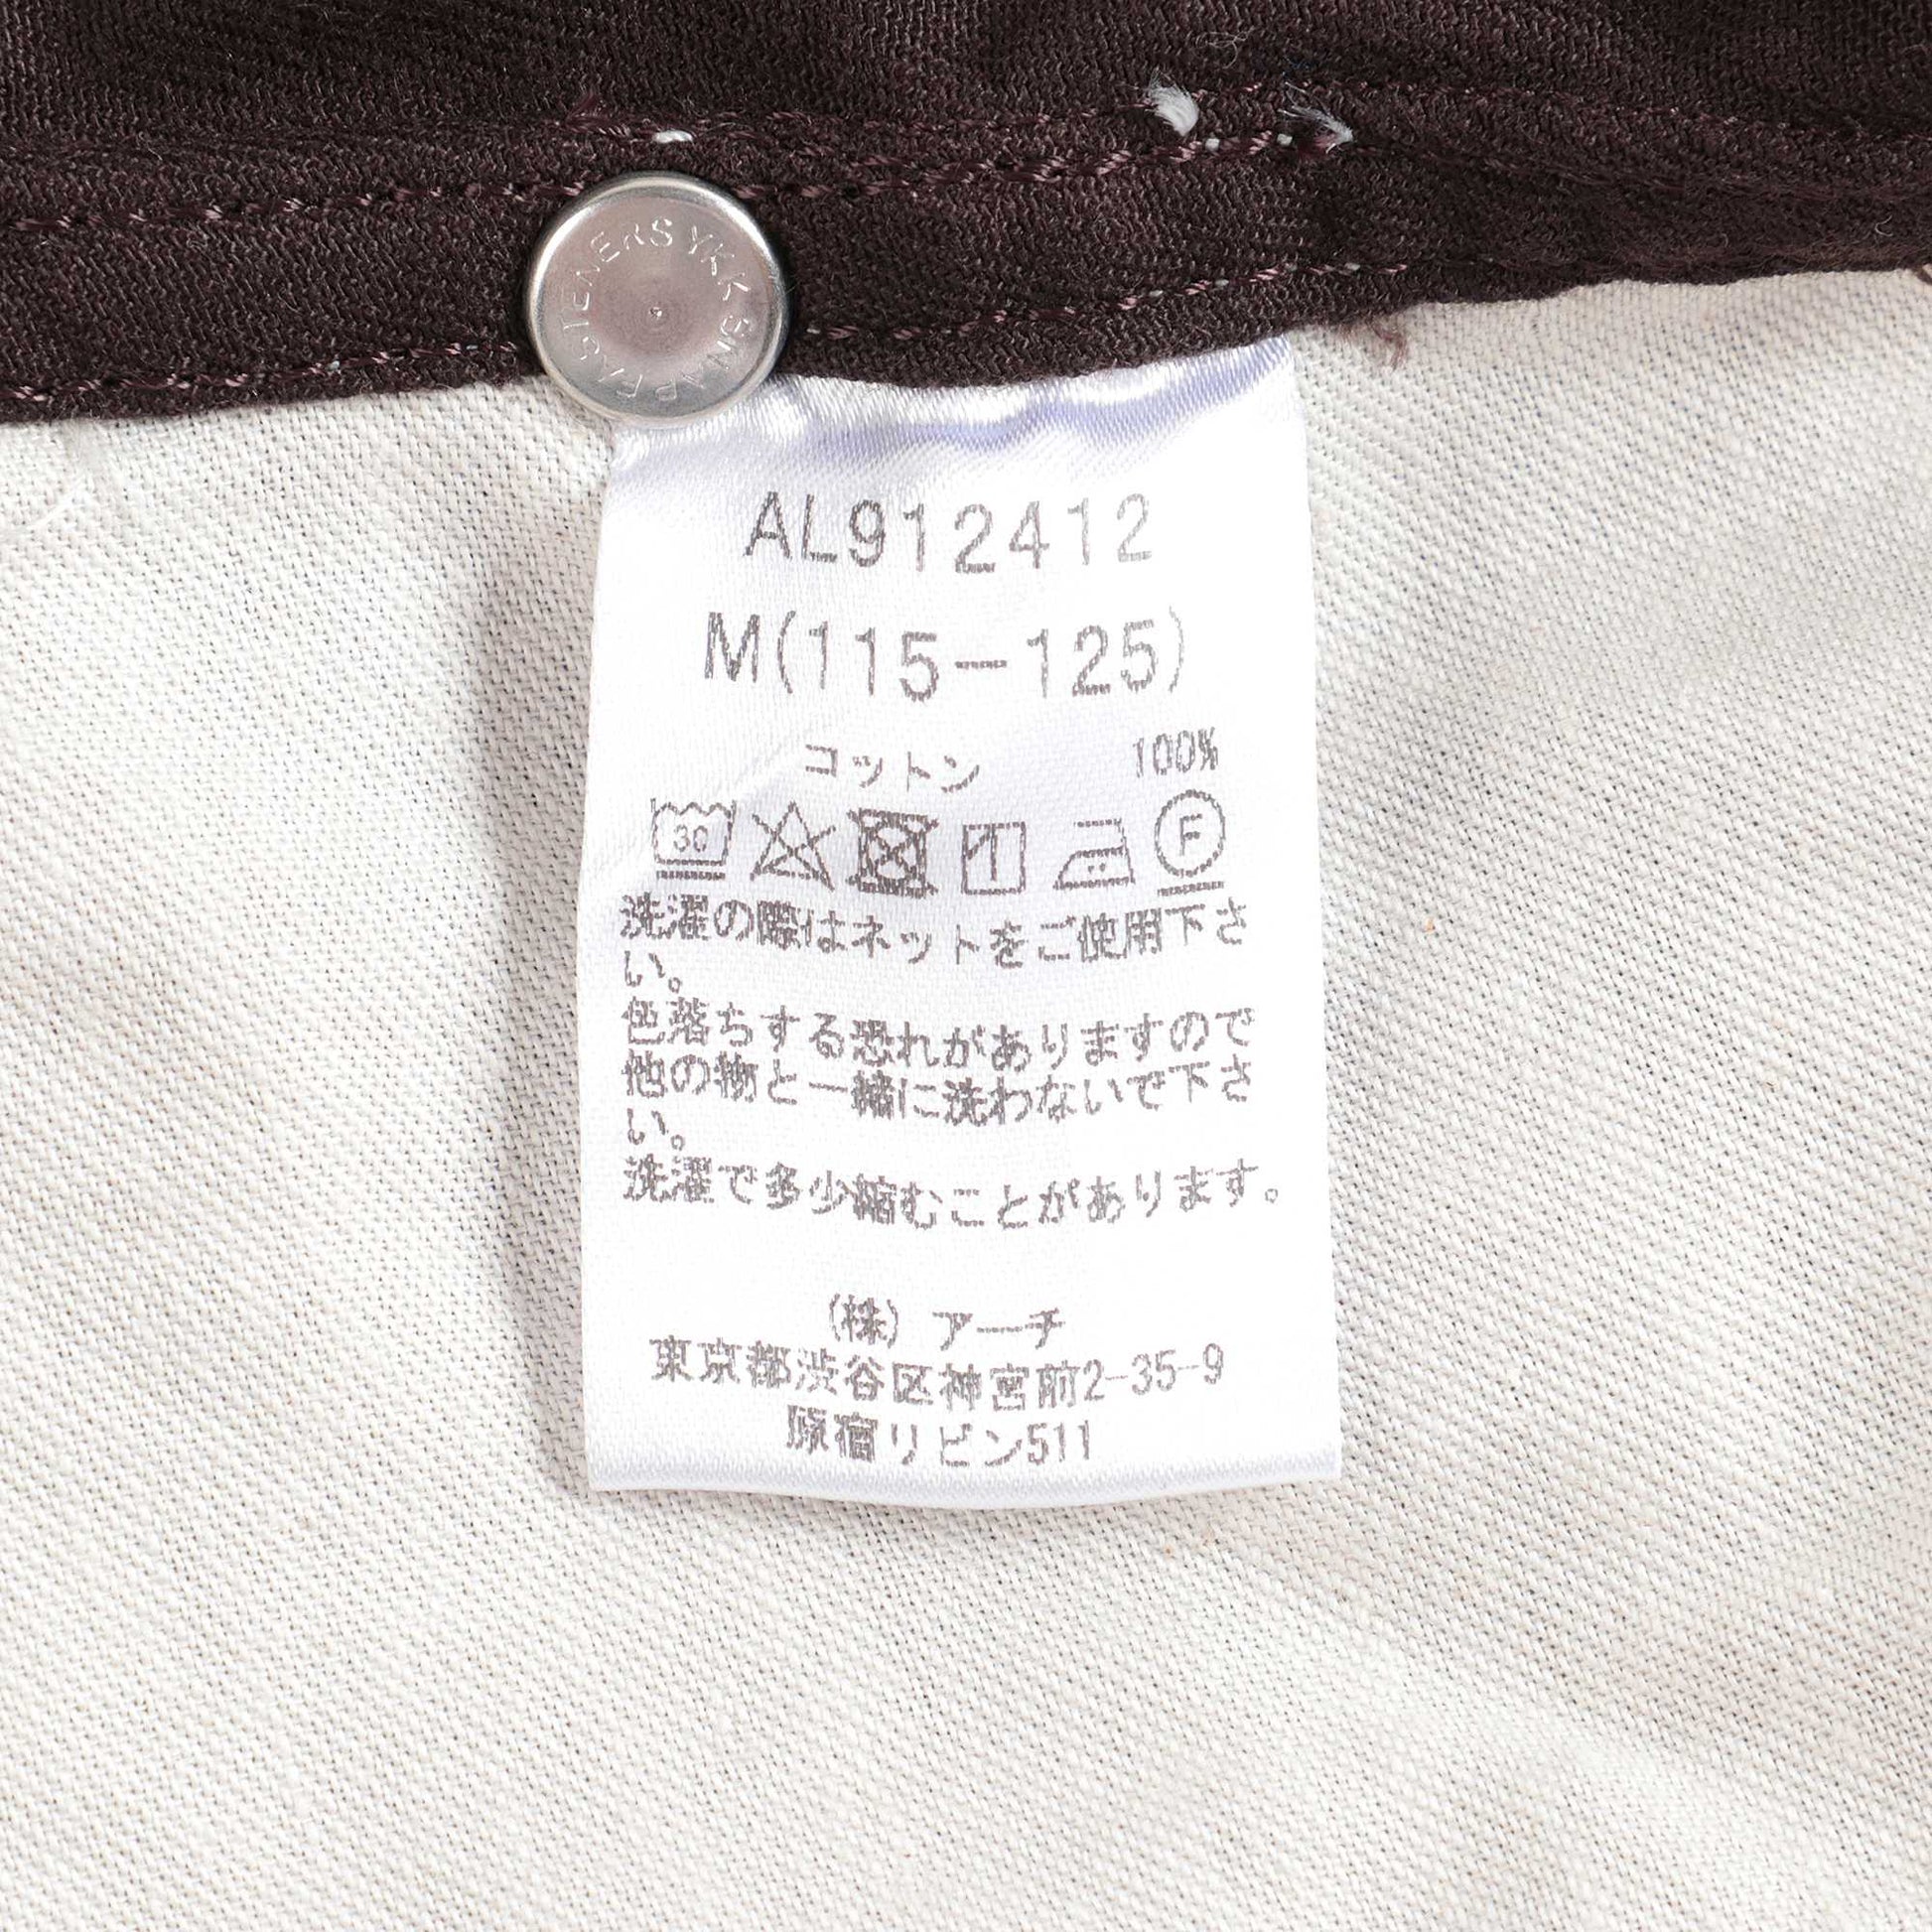 YKK SNAP FASTENERS
AL912412
M(115-125)
コットン 100%
30
F
洗濯の際はネットをご使用下さ
い。
色落ちする恐れがありますので
他の物と一緒に洗わないで下さ
い。
洗濯で多少縮むことがあります。
(株) アーチ
東京都渋谷区神宮前2-35-9
原宿リビン511